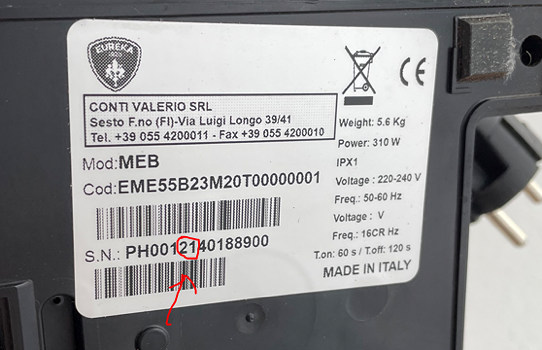 EUREKA
1920
CONTI VALERIO SRL
Sesto F.no (FI)-Via Luigi Longo 39/41
Tel. +39 055 4200011 - Fax +39 055 4200010
Mod:MEB
Cod:EME55B23M20T00000001
S.N.: PH0012140188900
CE
Weight: 5.6 Kg
Power: 310 W
IPX1
Voltage : 220-240 V
Freq.: 50-60 Hz
Voltage : V
Freq.: 16CR Hz
T.on: 60 s / T.off: 120 s
MADE IN ITALY